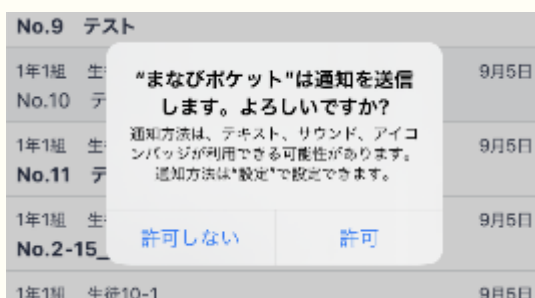 No.9 テスト
1年1組 生
9月5日
No.10 テ
1年1組 生
9月5日
No.11 テ
1年1組 生
9月5日
No.2-15_
1年1組 生徒10-1
9月5日
“まなびポケット"は通知を送信
します。よろしいですか?
通知方法は、テキスト、サウンド、アイコ
ンバッジが利用できる可能性があります。
通知方法は"設定"で設定できます。
許可しない
許可